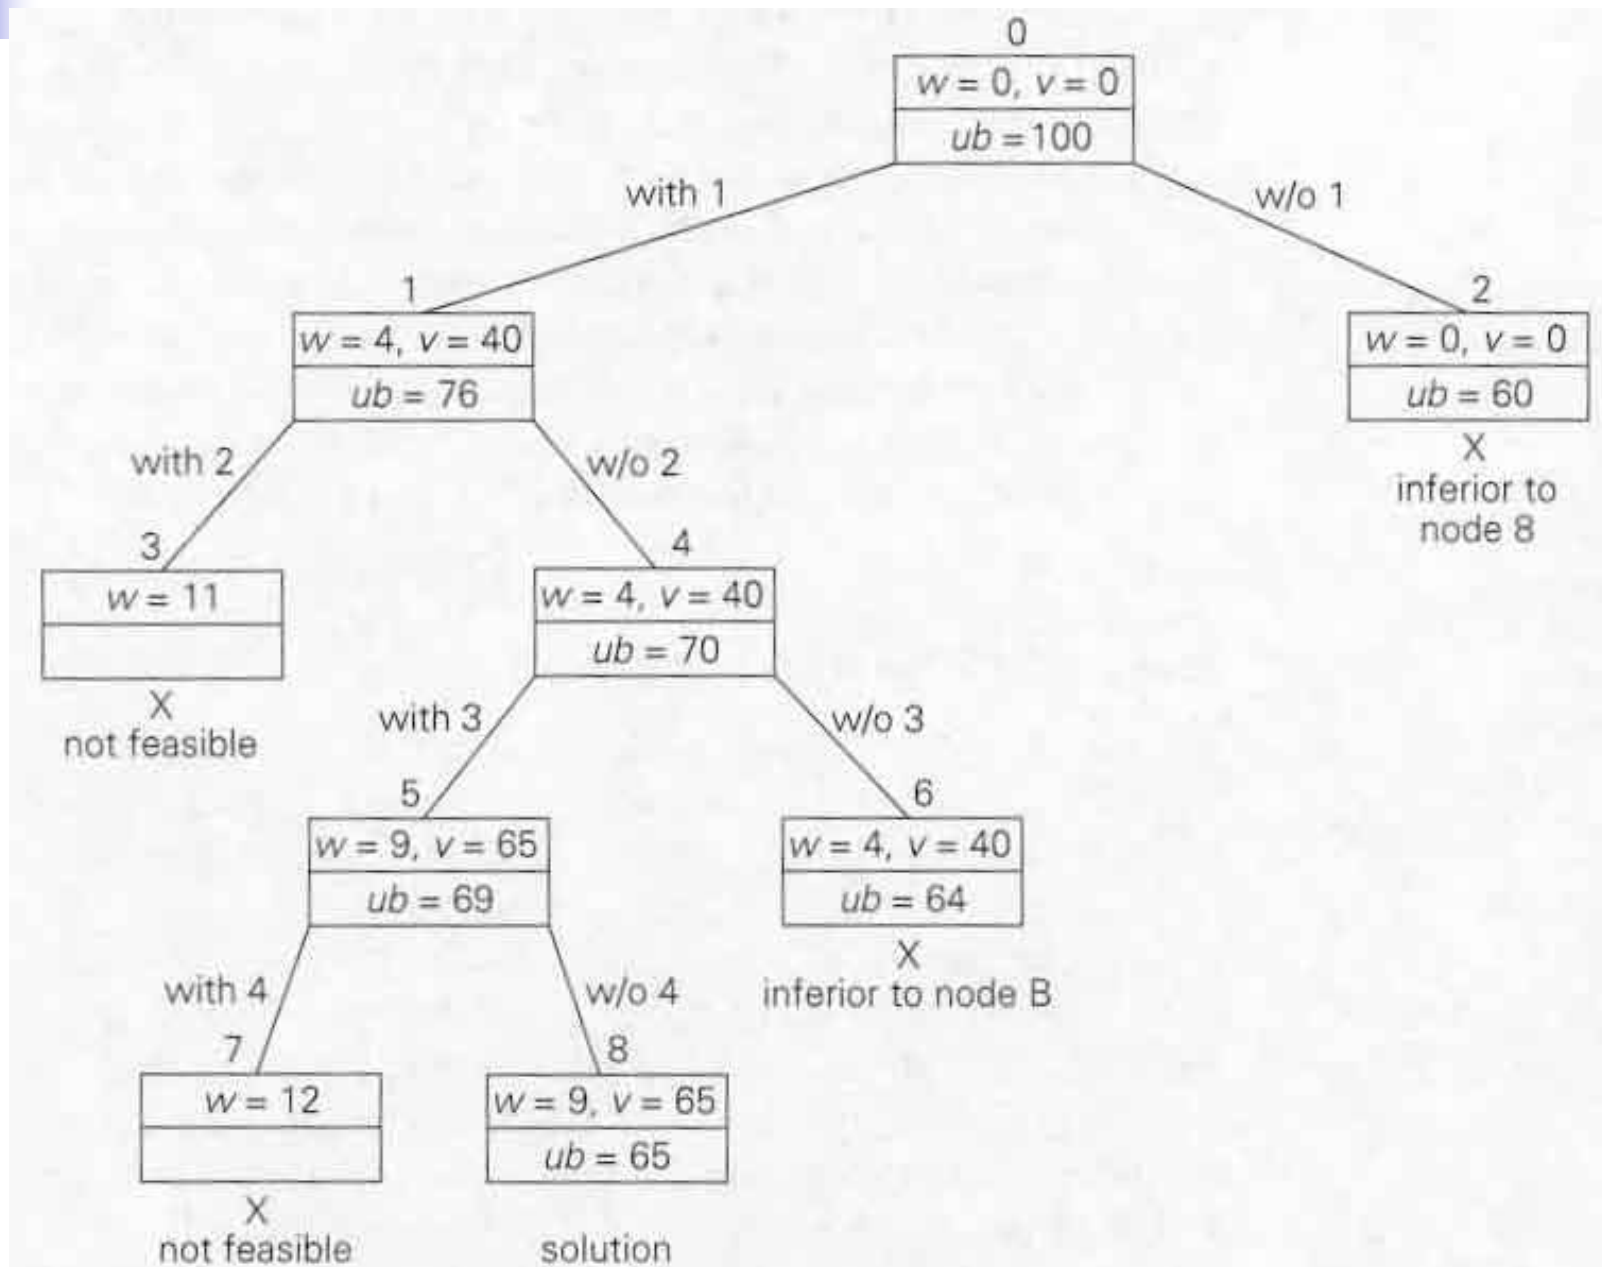 0
w = 0, v = 0
ub = 100
with 1
w/o 1
1
w = 4, v = 40
ub = 76
2
w = 0, v = 0
ub = 60
X
inferior to
node 8
with 2
w/o 2
3
w = 11
X
not feasible
4
w = 4, v = 40
ub = 70
with 3
w/o 3
5
w = 9, v = 65
ub = 69
6
w = 4, v = 40
ub = 64
X
inferior to node B
with 4
w/o 4
7
w = 12
X
not feasible
8
w = 9, v = 65
ub = 65
solution